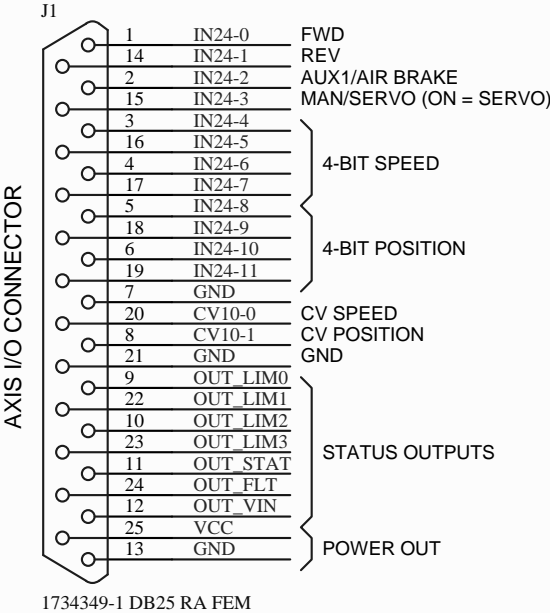 J1
1 IN24-0 FWD
14 IN24-1 REV
2 IN24-2 AUX1/AIR BRAKE
15 IN24-3 MAN/SERVO (ON = SERVO)
3 IN24-4
16 IN24-5
4 IN24-6 4-BIT SPEED
17 IN24-7
5 IN24-8
18 IN24-9
6 IN24-10 4-BIT POSITION
19 IN24-11
7 GND
20 CV10-0 CV SPEED
8 CV10-1 CV POSITION
21 GND GND
9 OUT_LIM0
22 OUT_LIM1
10 OUT_LIM2
23 OUT_LIM3 STATUS OUTPUTS
11 OUT_STAT
24 OUT_FLT
12 OUT_VIN
25 VCC
13 GND POWER OUT
AXIS I/O CONNECTOR
1734349-1 DB25 RA FEM